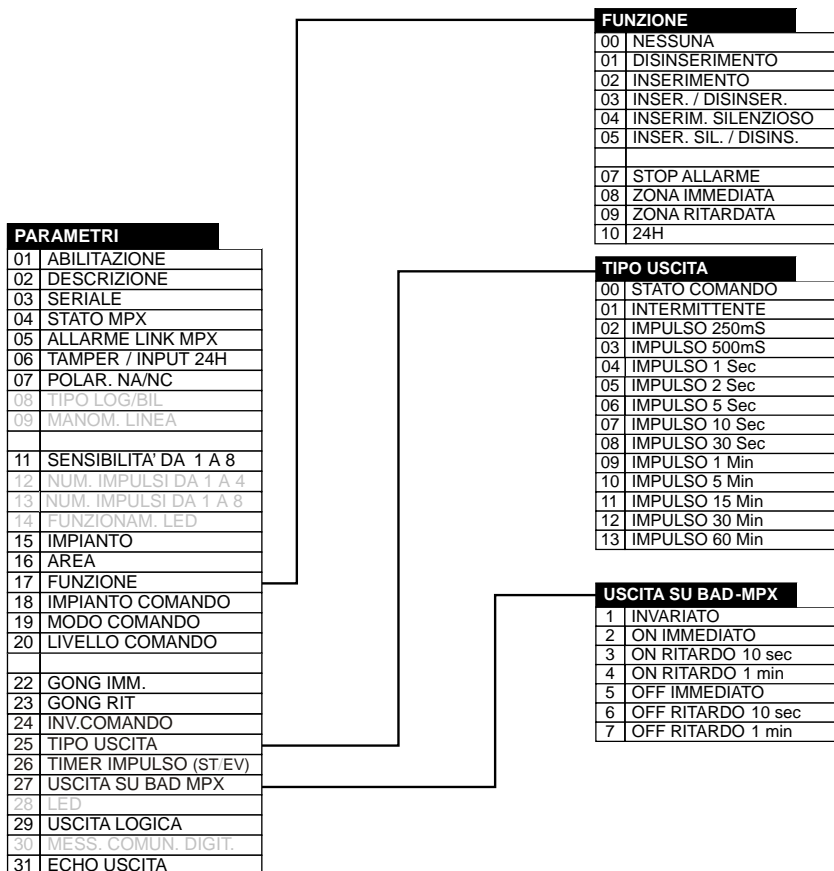 PARAMETRI
01 ABILITAZIONE
02 DESCRIZIONE
03 SERIALE
04 STATO MPX
05 ALLARME LINK MPX
06 TAMPER / INPUT 24H
07 POLAR. NA/NC
08 TIPO LOG/BIL
09 MANOM. LINEA
11 SENSIBILITA' DA 1 A 8
12 NUM. IMPULSI DA 1 A 4
13 NUM. IMPULSI DA 1 A 8
14 FUNZIONAM. LED
15 IMPIANTO
16 AREA
17 FUNZIONE
18 IMPIANTO COMANDO
19 MODO COMANDO
20 LIVELLO COMANDO
22 GONG IMM.
23 GONG RIT
24 INV.COMANDO
25 TIPO USCITA
26 TIMER IMPULSO (ST/EV)
27 USCITA SU BAD MPX
28 LED
29 USCITA LOGICA
30 MESS. COMUN. DIGIT.
31 ECHO USCITA
FUNZIONE
00 NESSUNA
01 DISINSERIMENTO
02 INSERIMENTO
03 INSER. / DISINSER.
04 INSERIM. SILENZIOSO
05 INSER. SIL. / DISINS.
07 STOP ALLARME
08 ZONA IMMEDIATA
09 ZONA RITARDATA
10 24H
TIPO USCITA
00 STATO COMANDO
01 INTERMITTENTE
02 IMPULSO 250mS
03 IMPULSO 500mS
04 IMPULSO 1 Sec
05 IMPULSO 2 Sec
06 IMPULSO 5 Sec
07 IMPULSO 10 Sec
08 IMPULSO 30 Sec
09 IMPULSO 1 Min
10 IMPULSO 5 Min
11 IMPULSO 15 Min
12 IMPULSO 30 Min
13 IMPULSO 60 Min
USCITA SU BAD-MPX
1 INVARIATO
2 ON IMMEDIATO
3 ON RITARDO 10 sec
4 ON RITARDO 1 min
5 OFF IMMEDIATO
6 OFF RITARDO 10 sec
7 OFF RITARDO 1 min